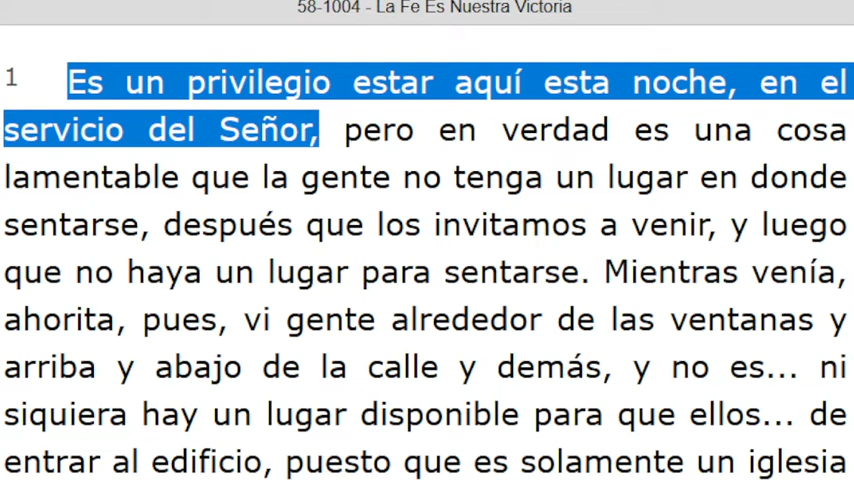 58-1004 - La Fe Es Nuestra Victoria
1 Es un privilegio estar aquí esta noche, en el
servicio del Señor, pero en verdad es una cosa
lamentable que la gente no tenga un lugar en donde
sentarse, después que los invitamos a venir, y luego
que no haya un lugar para sentarse. Mientras venía,
ahorita, pues, vi gente alrededor de las ventanas y
arriba y abajo de la calle y demás, y no es... ni
siquiera hay un lugar disponible para que ellos... de
entrar al edificio, puesto que es solamente un iglesia